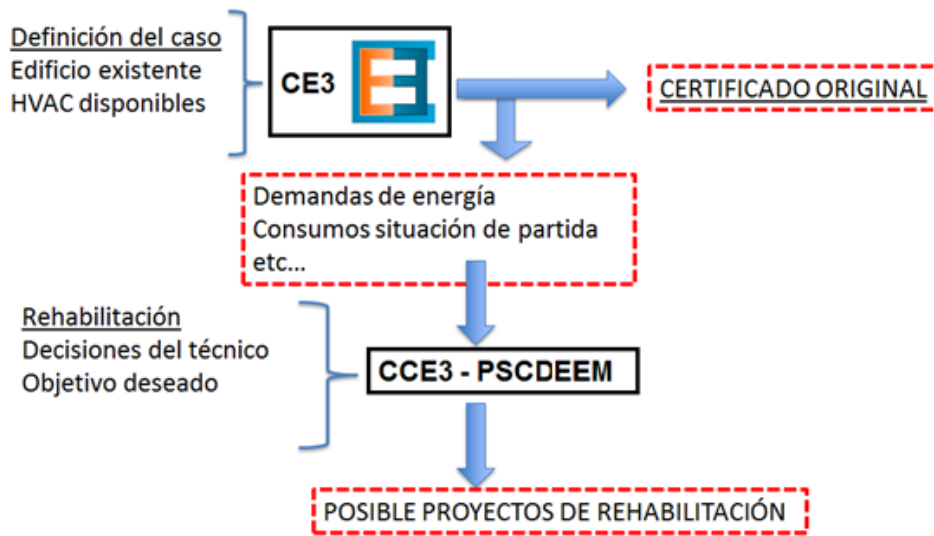 Definición del caso
Edificio existente
HVAC disponibles
CE3
CERTIFICADO ORIGINAL
Demandas de energía
Consumos situación de partida
etc...
Rehabilitación
Decisiones del técnico
Objetivo deseado
CCE3 - PSCDEEM
POSIBLE PROYECTOS DE REHABILITACIÓN